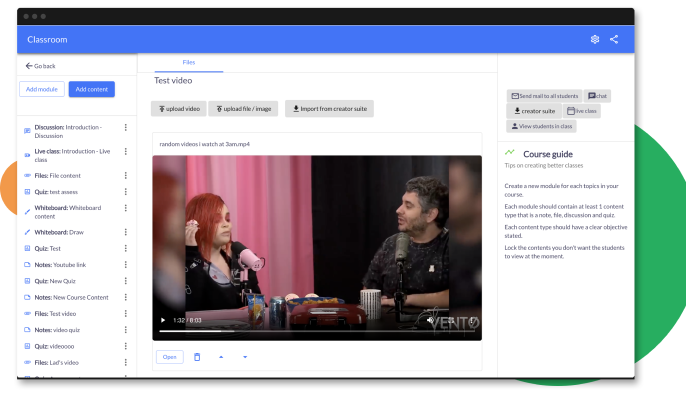 Classroom
Go back
Add module
Add content
Discussion: Introduction -
Discussion
Live class: Introduction - Live
class
Files: File content
Quiz: test assess
Whiteboard: Whiteboard
content
Whiteboard: Draw
Quiz: Test
Notes: Youtube link
Quiz: New Quiz
Notes: New Course Content
Files: Test video
Notes: video quiz
Quiz: videoooo
Files: Lad's video
Files
Test video
upload video
upload file / image
Import from creator suite
random videos i watch at 3am.mp4
1:32 / 8:03
VENTO
Open
Send mail to all students
chat
creator suite
live class
View students in class
Course guide
Tips on creating better classes
Create a new module for each topics in your
course.
Each module should contain at least 1 content
type that is a note, file, discussion and quiz.
Each content type should have a clear objective
stated.
Lock the contents you don't want the students
to view at the moment.